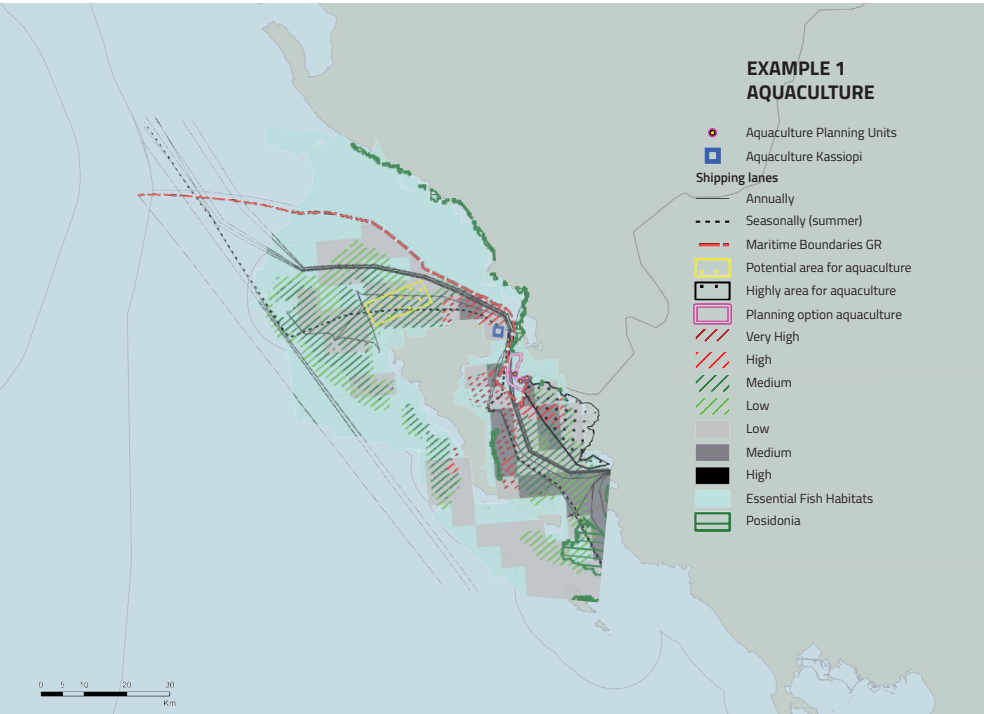 EXAMPLE 1
AQUACULTURE
Aquaculture Planning Units
Aquaculture Kassiopi
Shipping lanes
Annually
Seasonally (summer)
Maritime Boundaries GR
Potential area for aquaculture
Highly area for aquaculture
Planning option aquaculture
Very High
High
Medium
Low
Low
Medium
High
Essential Fish Habitats
Posidonia
0 5 10 20 30
Km